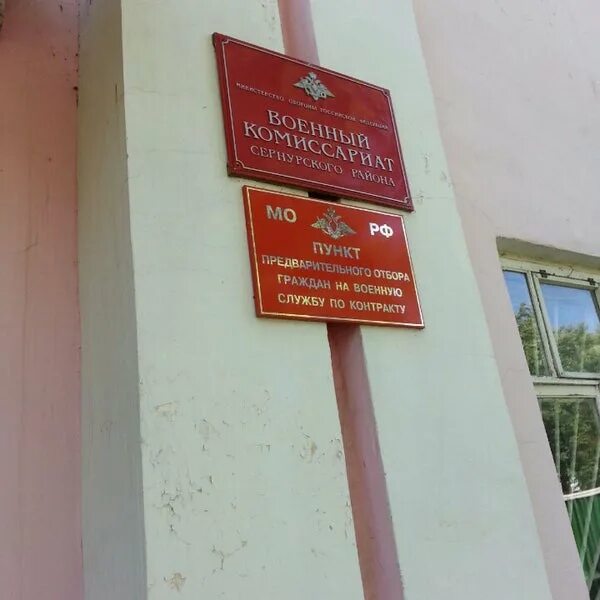 МИНИСТЕРСТВО ОБОРОНЫ РОССИЙСКОЙ ФЕДЕРАЦИИ
ВОЕННЫЙ
КОМИССАРИАТ
СЕРНУРСКОГО РАЙОНА
МО РФ
ПУНКТ
ПРЕДВАРИТЕЛЬНОГО ОТБОРА
ГРАЖДАН НА ВОЕННУЮ
СЛУЖБУ ПО КОНТРАКТУ